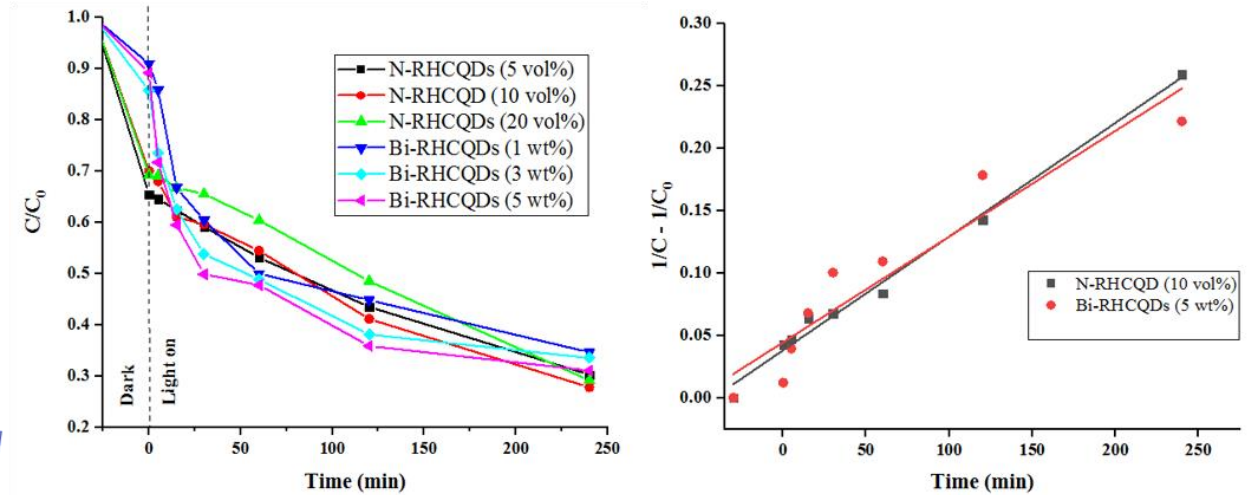 1.0
0.9
0.8
0.7
0.6
0.5
0.4
0.3
0.2
C/C0
N-RHCQDs (5 vol%)
N-RHCQD (10 vol%)
N-RHCQDs (20 vol%)
Bi-RHCQDs (1 wt%)
Bi-RHCQDs (3 wt%)
Bi-RHCQDs (5 wt%)
Dark
Light on
0 50 100 150 200 250
Time (min)
0.30
0.25
0.20
0.15
0.10
0.05
0.00
1/C - 1/C0
N-RHCQD (10 vol%)
Bi-RHCQDs (5 wt%)
0 50 100 150 200 250
Time (min)